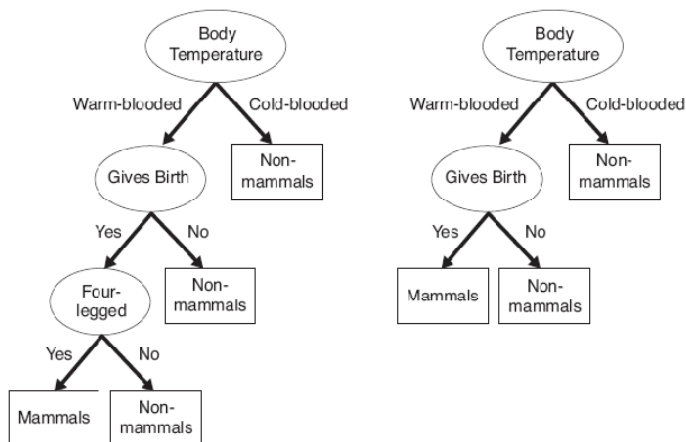 Body
Temperature
Warm-blooded
Cold-blooded
Gives Birth
Non-
mammals
Yes
No
Four-
legged
Non-
mammals
Yes
No
Mammals
Non-
mammals
Body
Temperature
Warm-blooded
Cold-blooded
Gives Birth
Non-
mammals
Yes
No
Mammals
Non-
mammals